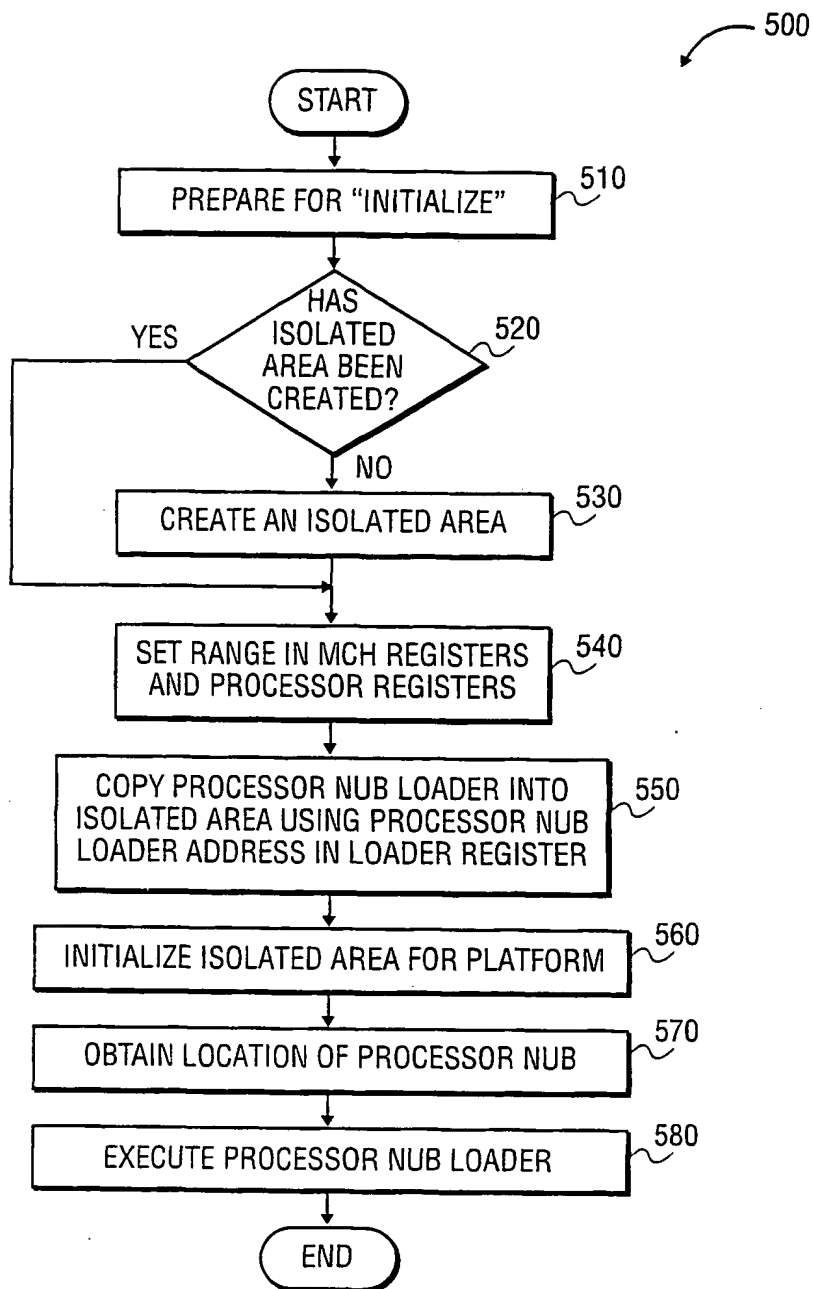 500
START
PREPARE FOR “INITIALIZE”
510
HAS
ISOLATED
AREA BEEN
CREATED?
520
YES
NO
CREATE AN ISOLATED AREA
530
SET RANGE IN MCH REGISTERS
AND PROCESSOR REGISTERS
540
COPY PROCESSOR NUB LOADER INTO
ISOLATED AREA USING PROCESSOR NUB
LOADER ADDRESS IN LOADER REGISTER
550
INITIALIZE ISOLATED AREA FOR PLATFORM
560
OBTAIN LOCATION OF PROCESSOR NUB
570
EXECUTE PROCESSOR NUB LOADER
580
END